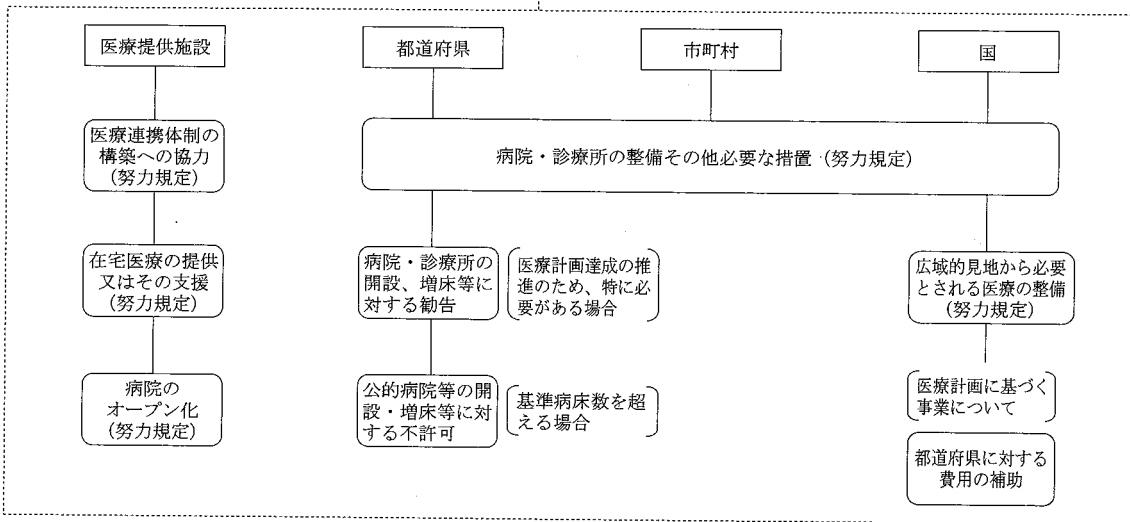 医療提供施設
都道府県
市町村
国
医療連携体制の
構築への協力
(努力規定)
病院・診療所の整備その他必要な措置 (努力規定)
在宅医療の提供
又はその支援
(努力規定)
病院・診療所の
開設、増床等に
対する勧告
医療計画達成の推
進のため、特に必
要がある場合
広域的見地から必要
とされる医療の整備
(努力規定)
病院の
オープン化
(努力規定)
公的病院等の開
設・増床等に対
する不許可
基準病床数を超
える場合
医療計画に基づく
事業について
都道府県に対する
費用の補助